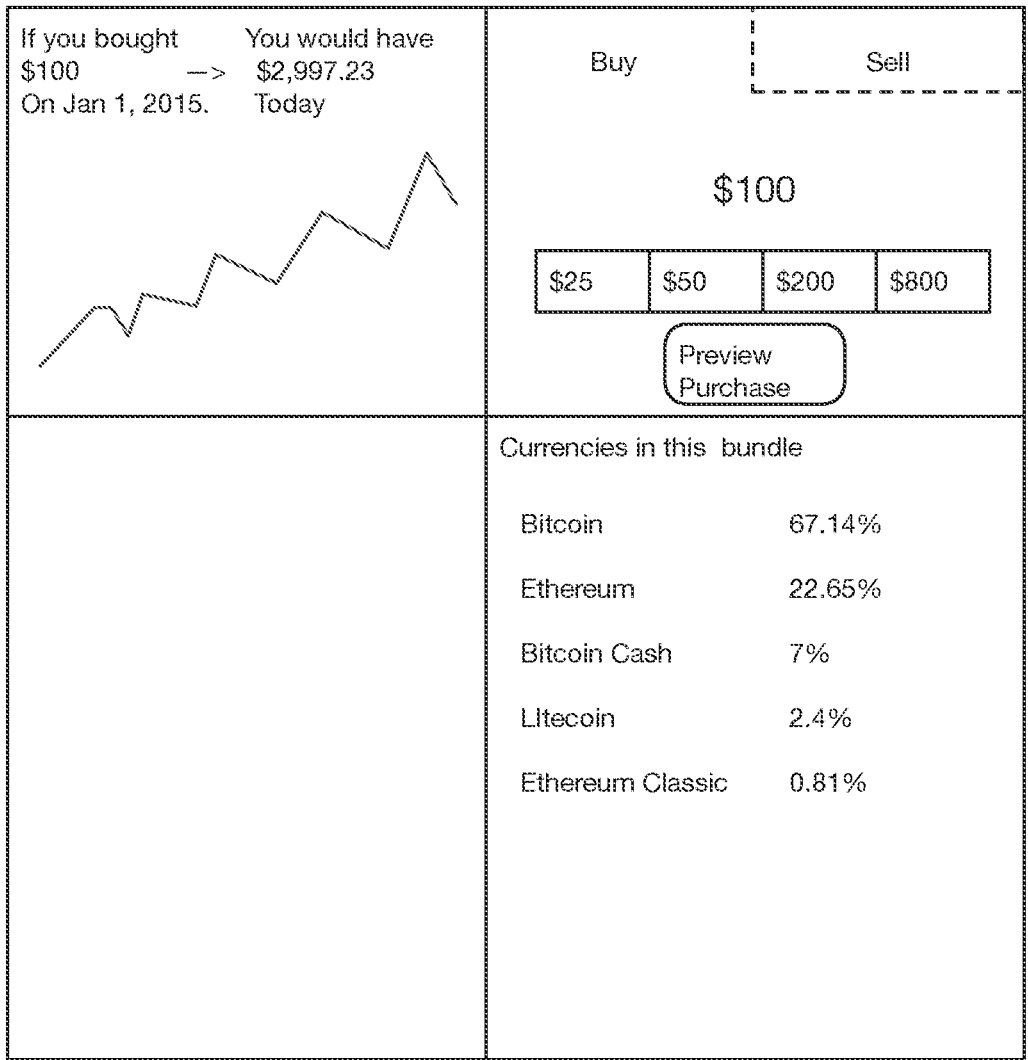 If you bought You would have
$100 —> $2,997.23
On Jan 1, 2015. Today
Buy Sell
$100
$25 $50 $200 $800
Preview
Purchase
Currencies in this bundle
Bitcoin 67.14%
Ethereum 22.65%
Bitcoin Cash 7%
LItecoin 2.4%
Ethereum Classic 0.81%